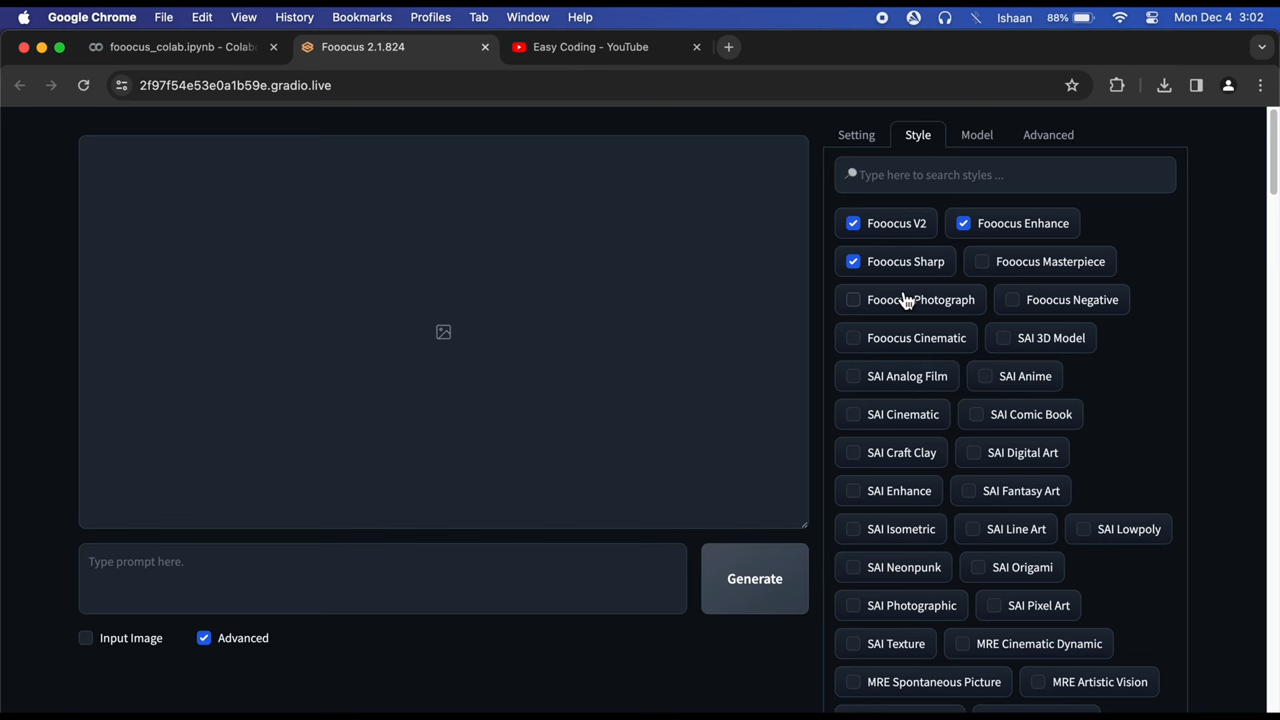 Google Chrome File Edit View History Bookmarks Profiles Tab Window Help Ishaan 88% Mon Dec 4 3:02
fooocus_colab.ipynb - Colab Fooocus 2.1.824 Easy Coding - YouTube
2f97f54e53e0a1b59e.gradio.live
Setting Style Model Advanced
Type here to search styles ...
Fooocus V2 Fooocus Enhance
Fooocus Sharp Fooocus Masterpiece
Photograph Fooocus Negative
Fooocus Cinematic SAI 3D Model
SAI Analog Film SAI Anime
SAI Cinematic SAI Comic Book
SAI Craft Clay SAI Digital Art
SAI Enhance SAI Fantasy Art
SAI Isometric SAI Line Art SAI Lowpoly
SAI Neonpunk SAI Origami
SAI Photographic SAI Pixel Art
SAI Texture MRE Cinematic Dynamic
MRE Spontaneous Picture MRE Artistic Vision
Type prompt here.
Generate
Input Image Advanced